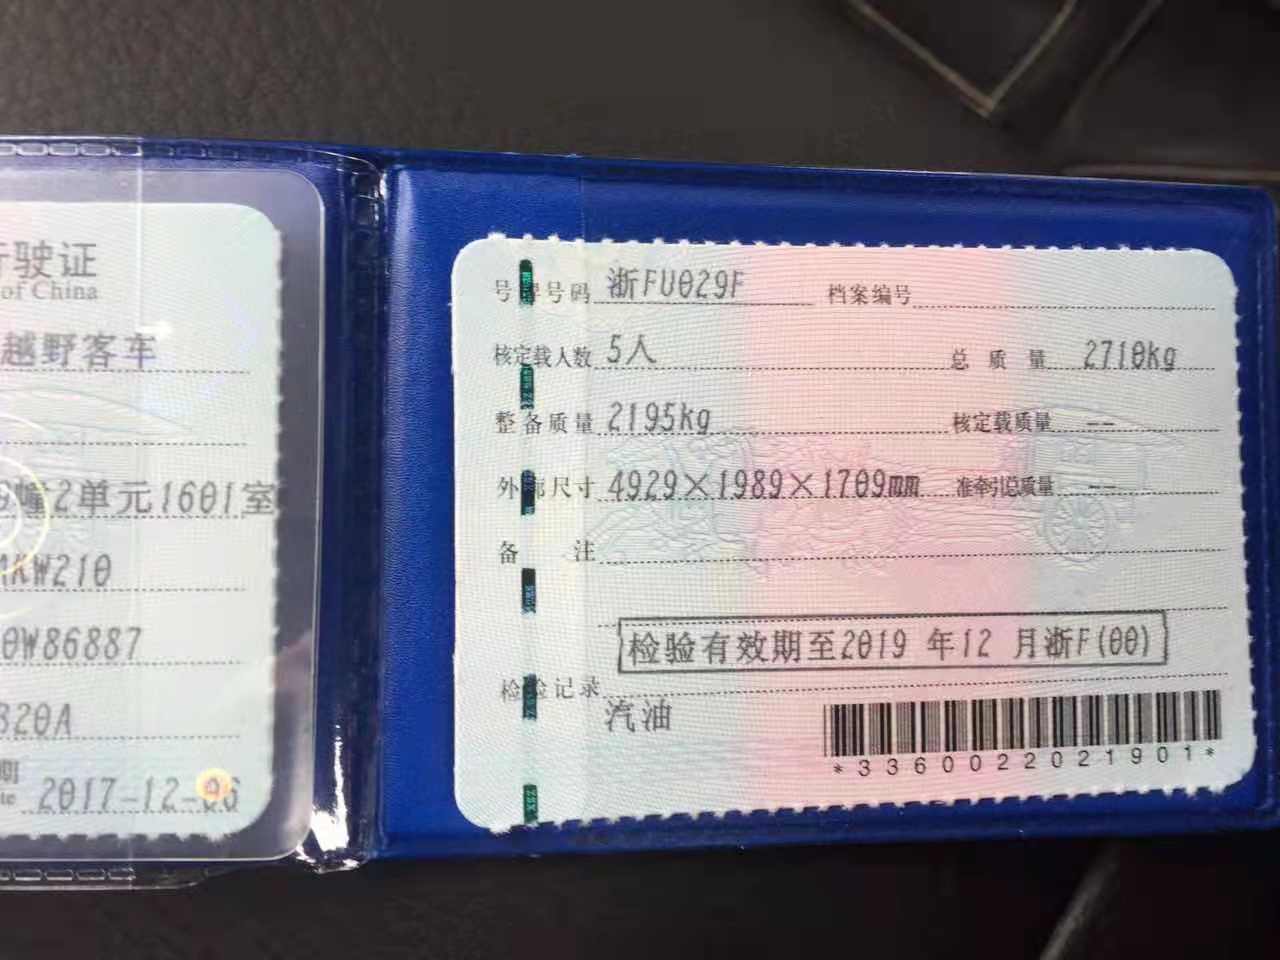 行驶证
of China
越野客车
幢2单元1601室
KW210
0W86887
820A
2017-12-06
号牌号码 浙FU029F 档案编号
核定载人数 5人 总质量 2710kg
整备质量 2195kg 核定载质量 --
外廓尺寸 4929×1989×1709mm 准牵引总质量 --
备注
检验有效期至2019 年12 月浙F(00)
检验记录
汽油
*3360022021901*